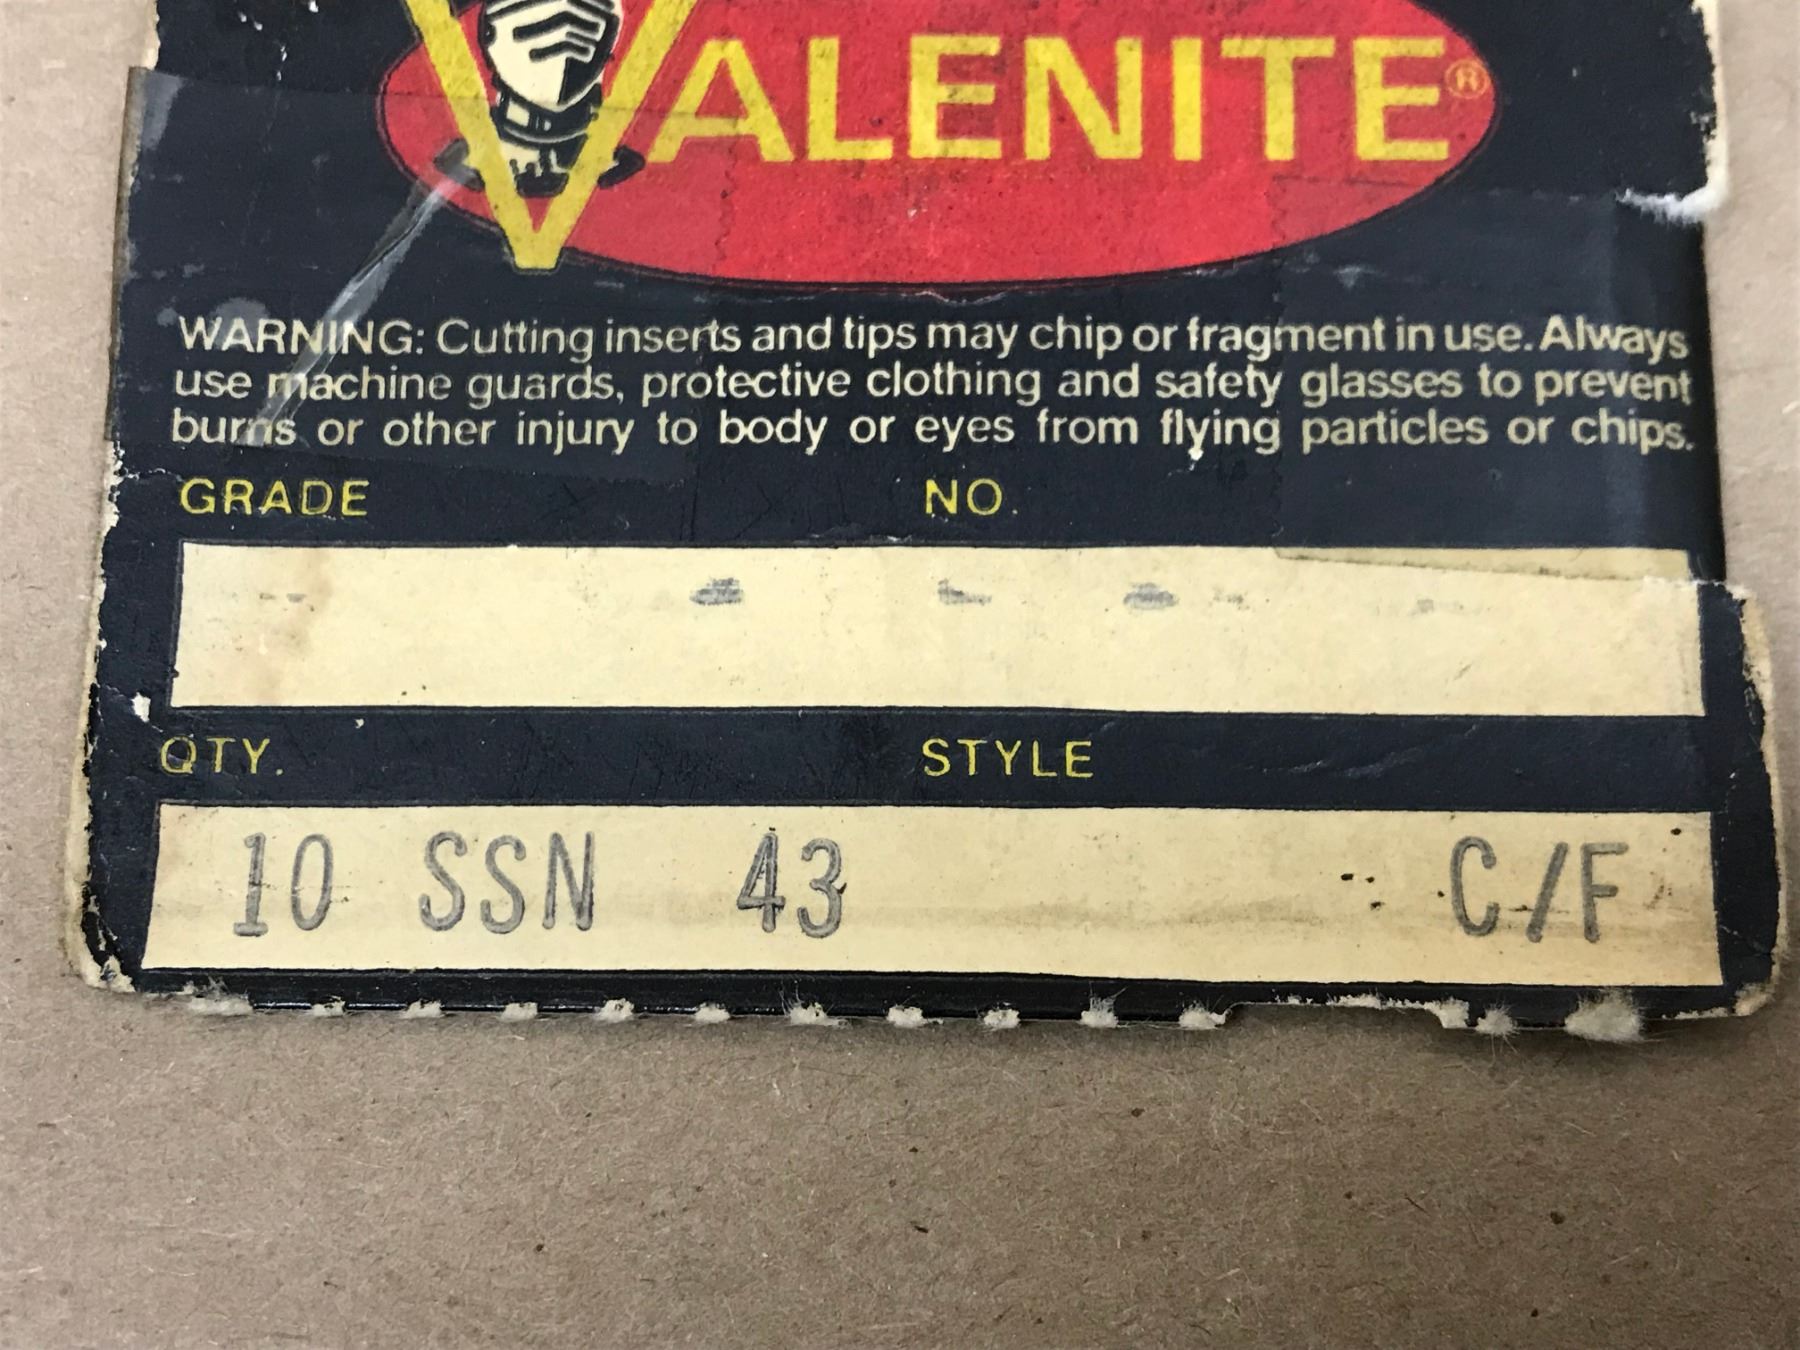 VALENITE®
WARNING: Cutting inserts and tips may chip or fragment in use. Always
use machine guards, protective clothing and safety glasses to prevent
burns or other injury to body or eyes from flying particles or chips.
GRADE NO.
QTY. STYLE
10 SSN 43 C/F